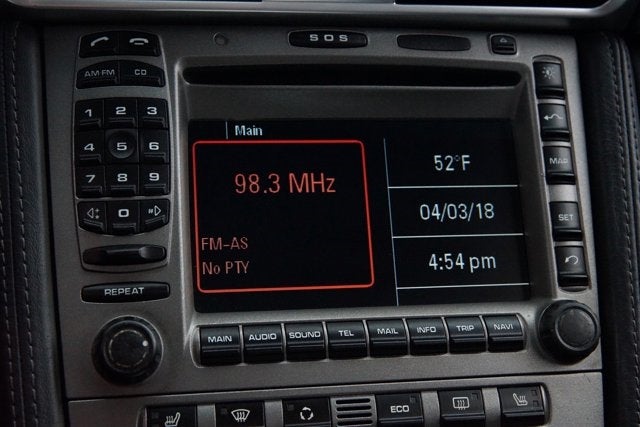 SOS
AM FM CD
1 2 3
4 5 6
7 8 9
0
REPEAT
Main
98.3 MHz
FM-AS
No PTY
52°F
04/03/18
4:54 pm
MAP
SET
MAIN AUDIO SOUND TEL MAIL INFO TRIP NAVI
ECO